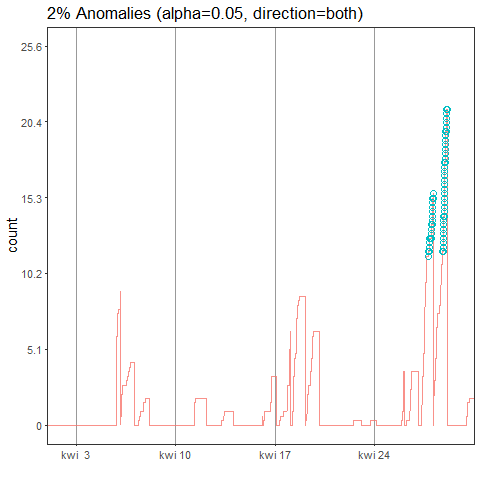 2% Anomalies (alpha=0.05, direction=both)
count
25.6
20.4
15.3
10.2
5.1
0
kwi 3 kwi 10 kwi 17 kwi 24